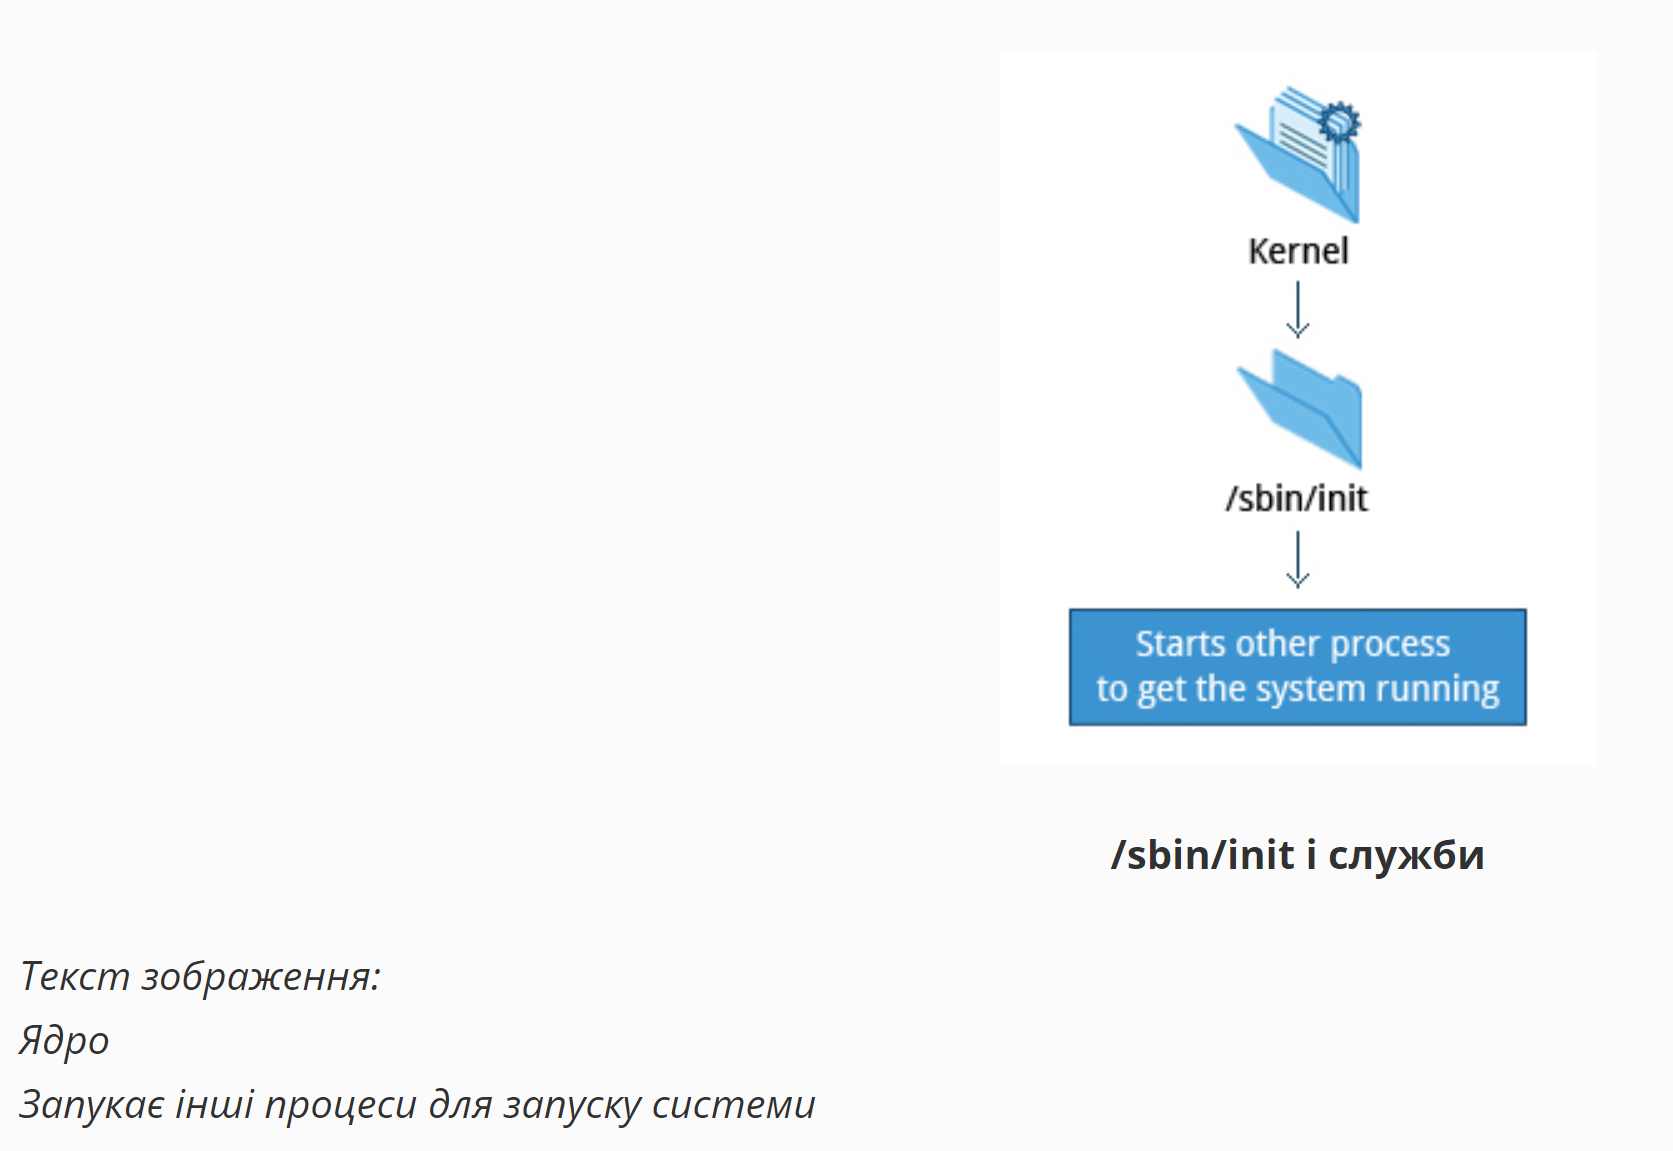 Kernel
/sbin/init
Starts other process
to get the system running
/sbin/init і служби
Текст зображення:
Ядро
Запукає інші процеси для запуску системи